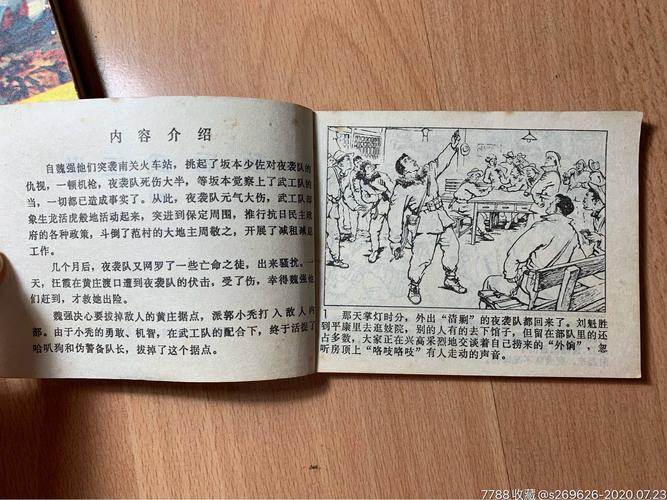 内容介绍
自魏强他们突袭南关火车站，挑起了坂本少佐对夜袭队的
仇视，一顿机枪，夜袭队死伤大半，等坂本觉察上了武工队的
当，一切都已造成事实了。从此，夜袭队元气大伤，武工队却
象生龙活虎般地活动起来，突进到保定周围，推行抗日民主政
府的各种政策，斗倒了范村的大地主周敬之，开展了减租减息
工作。
几个月后，夜袭队又网罗了一些亡命之徒，出来骚扰。一
天，汪霞在黄庄渡口遭到夜袭队的伏击，受了伤，幸得魏强他
们赶到，才救她出险。
魏强决心要拔掉敌人的黄庄据点，派郭小秃打入敌人内
部。由于小秃的勇敢、机智，在武工队的配合下，终于活捉了
哈叭狗和伪警备队长，拔掉了这个据点。
1 那天掌灯时分，外出“清剿”的夜袭队都回来了。刘魁胜
到平康里去逛妓院，别的人有的去下馆子，但留在部队里的还
占多数，大家正在兴高采烈地交谈着自己捞来的“外饷”，忽
听房顶上“咯吱咯吱”有人走动的声音。
7788收藏@s269626-2020.07.23